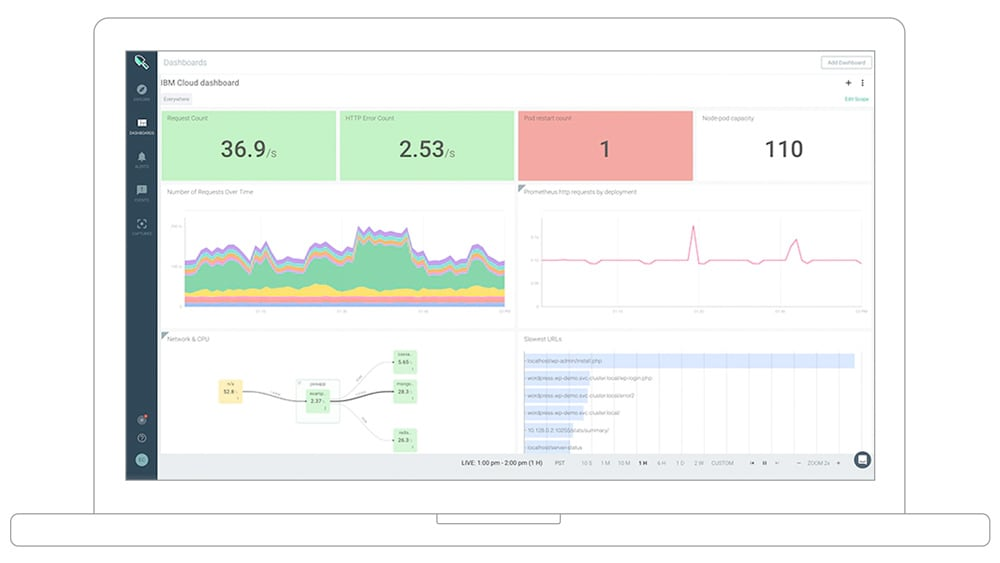 Dashboards
Add Dashboard
IBM Cloud dashboard
Everywhere
Edit Scope
EXPLORE
DASHBOARDS
ALERTS
EVENTS
CAPTURES
Request Count
36.9/s
HTTP Error Count
2.53/s
Pod restart count
1
Node-pod capacity
110
Number of Requests Over Time
Prometheus http requests by deployment
Network & CPU
n/a
52.8
javaapp
example...
2.37
5.65
mongo...
28.3
redis...
26.3
Slowest URLs
localhost/wp-admin/install.php
wordpress.wp-demo.svc.cluster.local/wp-login.php
wordpress.wp-demo.svc.cluster.local/error2
wordpress.wp-demo.svc.cluster.local/
10.128.0.2:10255/stats/summary/
localhost/server-status
LIVE: 1:00 pm - 2:00 pm (1 H) PST 10 S 1 M 10 M 1 H 6 H 1 D 2 W CUSTOM ZOOM 2x